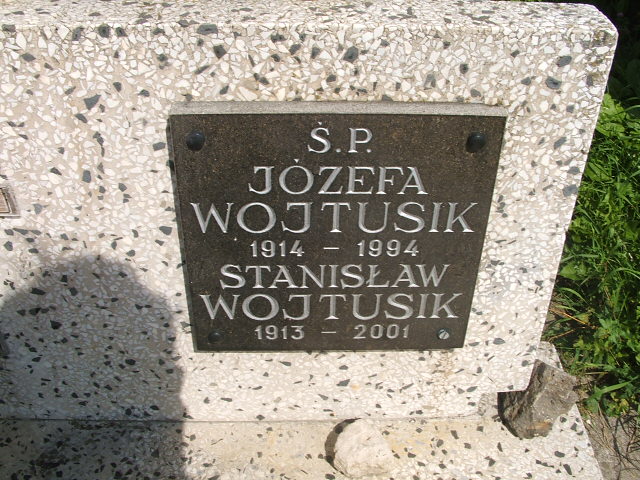 Ś.P.
JÓZEFA
WOJTUSIK
1914 – 1994
STANISŁAW
WOJTUSIK
1913 – 2001